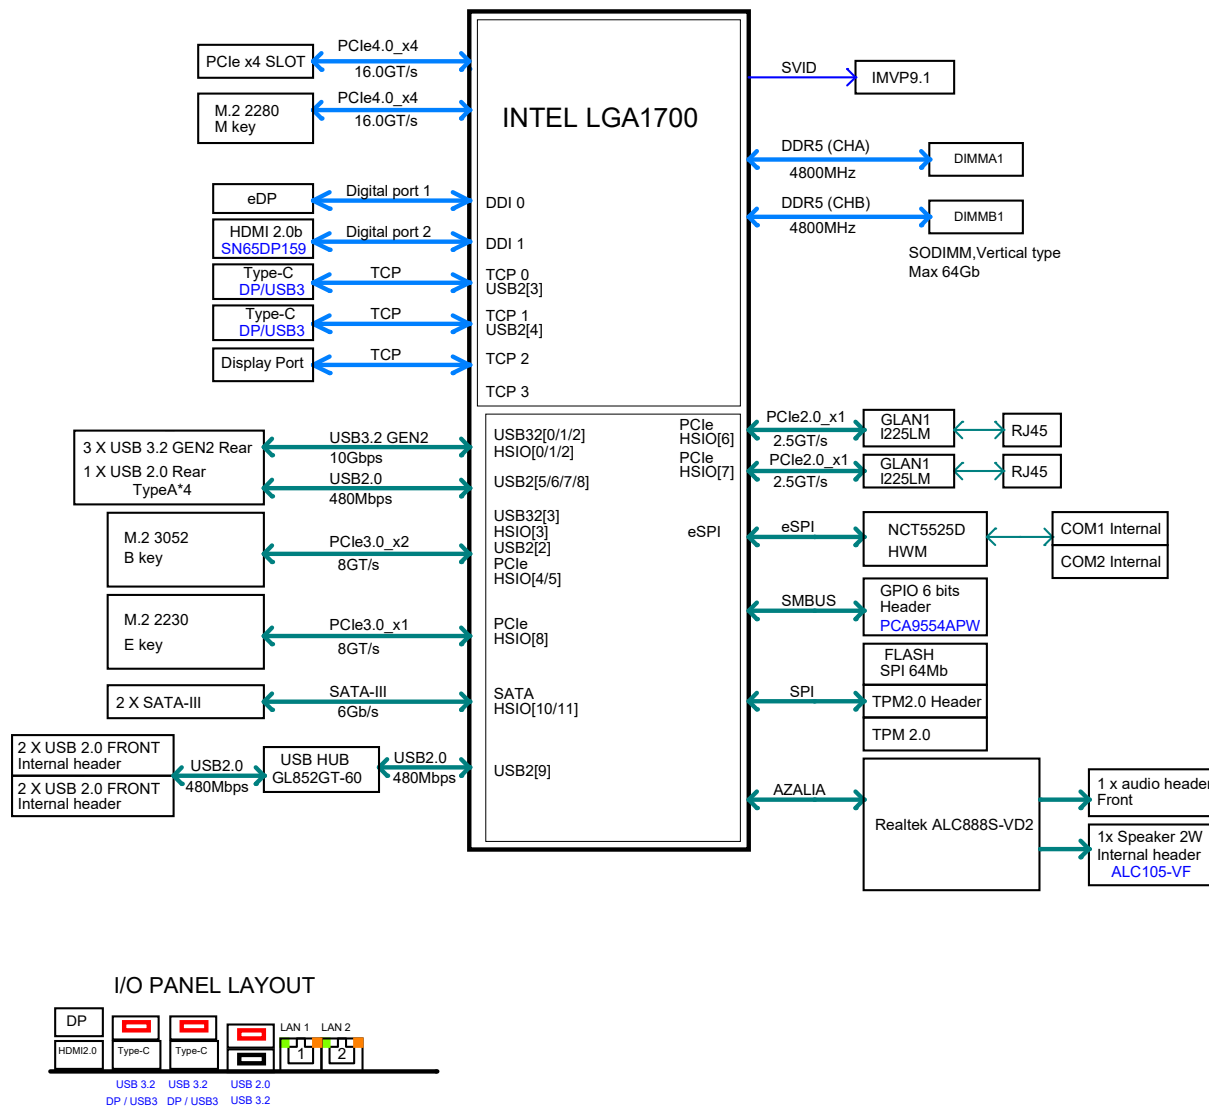 PCIe x4 SLOT
PCIe4.0_x4
16.0GT/s
M.2 2280
M key
PCIe4.0_x4
16.0GT/s
INTEL LGA1700
SVID
IMVP9.1
DDR5 (CHA)
4800MHz
DIMMA1
DDR5 (CHB)
4800MHz
DIMMB1
SODIMM,Vertical type
Max 64Gb
eDP
Digital port 1
DDI 0
HDMI 2.0b
SN65DP159
Digital port 2
DDI 1
Type-C
DP/USB3
TCP
TCP 0
USB2[3]
Type-C
DP/USB3
TCP
TCP 1
USB2[4]
Display Port
TCP
TCP 2
TCP 3
3 X USB 3.2 GEN2 Rear
1 X USB 2.0 Rear
TypeA*4
USB3.2 GEN2
10Gbps
USB2.0
480Mbps
USB32[0/1/2]
HSIO[0/1/2]
USB2[5/6/7/8]
M.2 3052
B key
PCIe3.0_x2
8GT/s
USB32[3]
HSIO[3]
USB2[2]
PCIe
HSIO[4/5]
M.2 2230
E key
PCIe3.0_x1
8GT/s
PCIe
HSIO[8]
2 X SATA-III
SATA-III
6Gb/s
SATA
HSIO[10/11]
2 X USB 2.0 FRONT
Internal header
2 X USB 2.0 FRONT
Internal header
USB2.0
480Mbps
USB HUB
GL852GT-60
USB2.0
480Mbps
USB2[9]
PCIe
HSIO[6]
PCIe2.0_x1
2.5GT/s
GLAN1
I225LM
RJ45
PCIe
HSIO[7]
PCIe2.0_x1
2.5GT/s
GLAN1
I225LM
RJ45
eSPI
eSPI
NCT5525D
HWM
COM1 Internal
COM2 Internal
SMBUS
GPIO 6 bits
Header
PCA9554APW
SPI
FLASH
SPI 64Mb
TPM2.0 Header
TPM 2.0
AZALIA
Realtek ALC888S-VD2
1 x audio header
Front
1x Speaker 2W
Internal header
ALC105-VF
I/O PANEL LAYOUT
DP
HDMI2.0
Type-C
Type-C
LAN 1
LAN 2
1
2
USB 3.2
DP / USB3
USB 3.2
DP / USB3
USB 2.0
USB 3.2